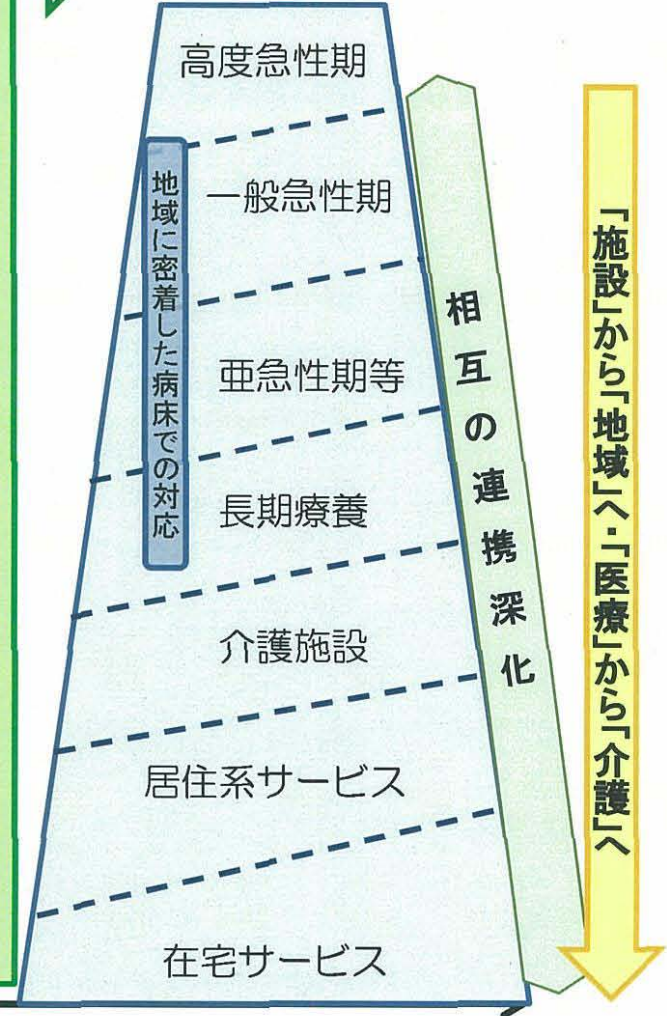 高度急性期
一般急性期
亜急性期等
長期療養
介護施設
居住系サービス
在宅サービス
地域に密着した病床での対応
相互の連携深化
「施設」から「地域」へ・「医療」から「介護」へ